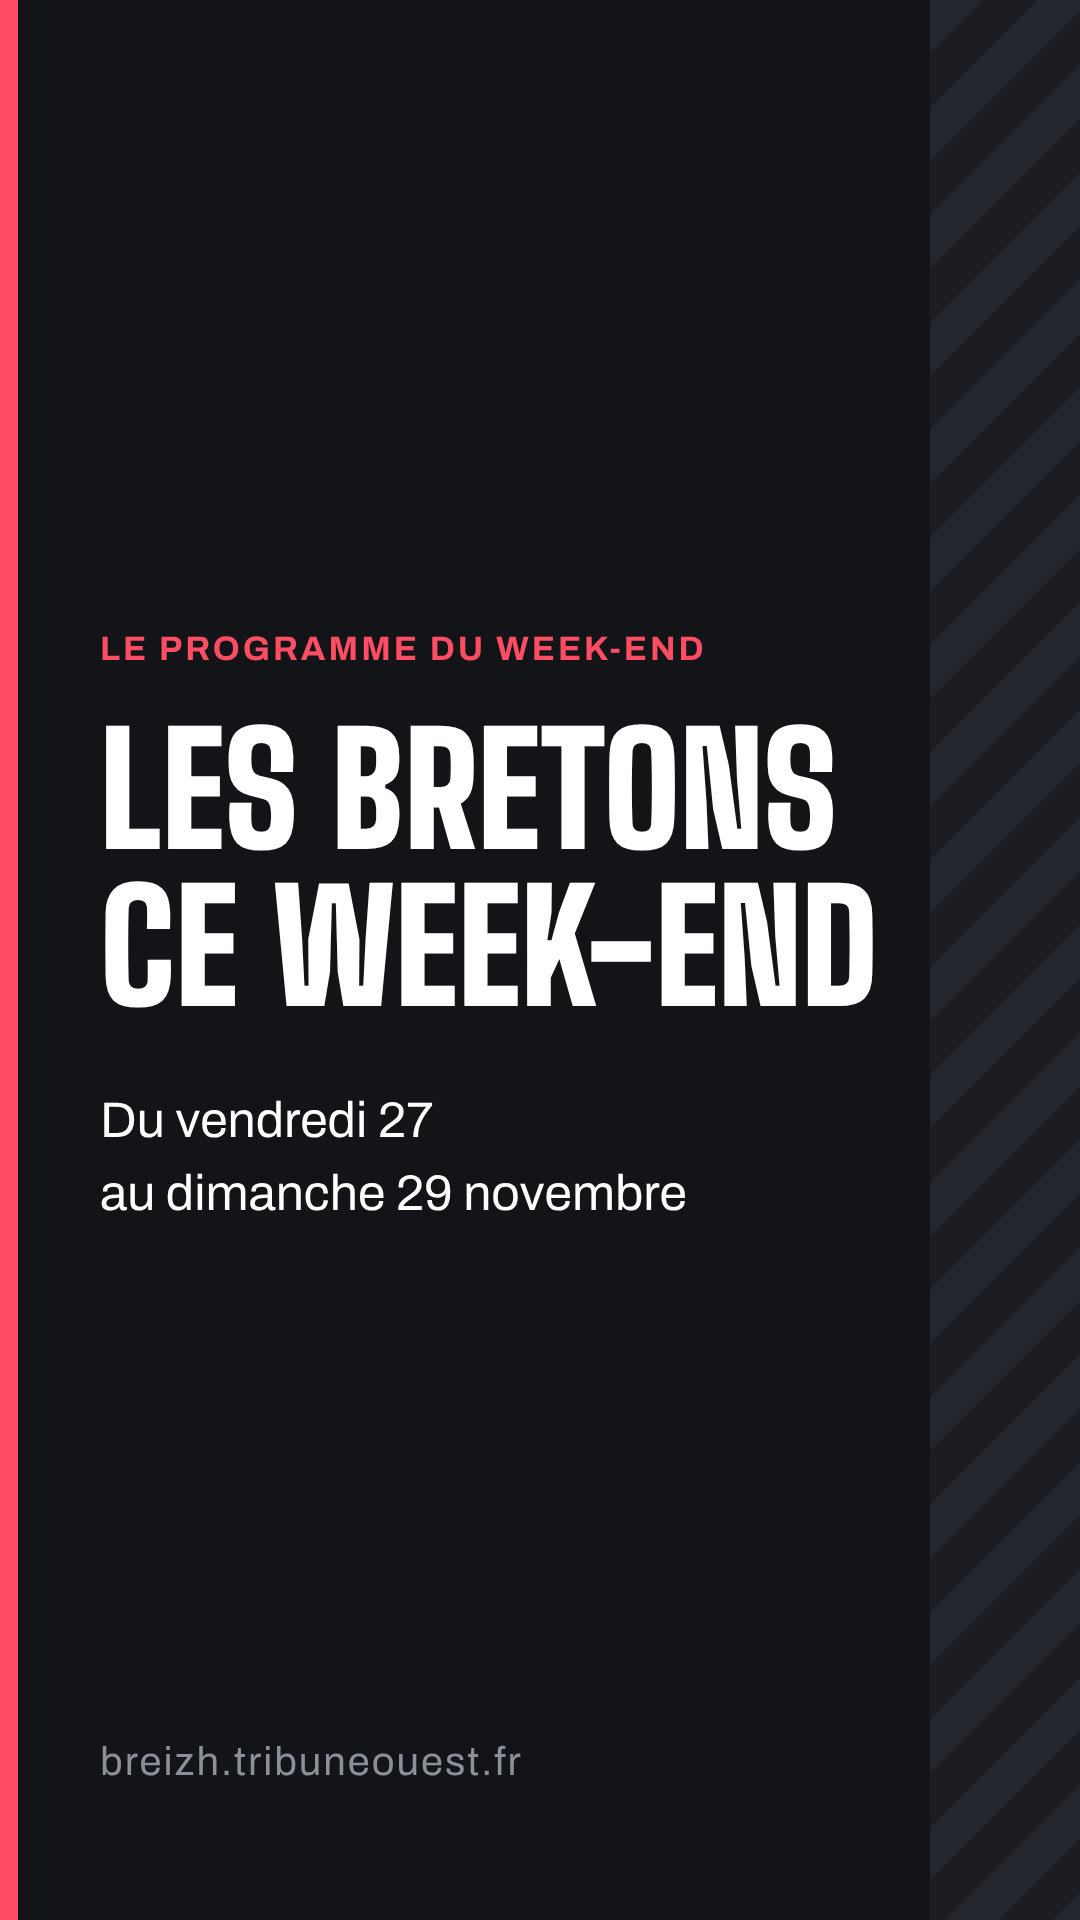 LE PROGRAMME DU WEEK-END
LES BRETONS
CE WEEK-END
Du vendredi 27
au dimanche 29 novembre
breizh.tribuneouest.fr